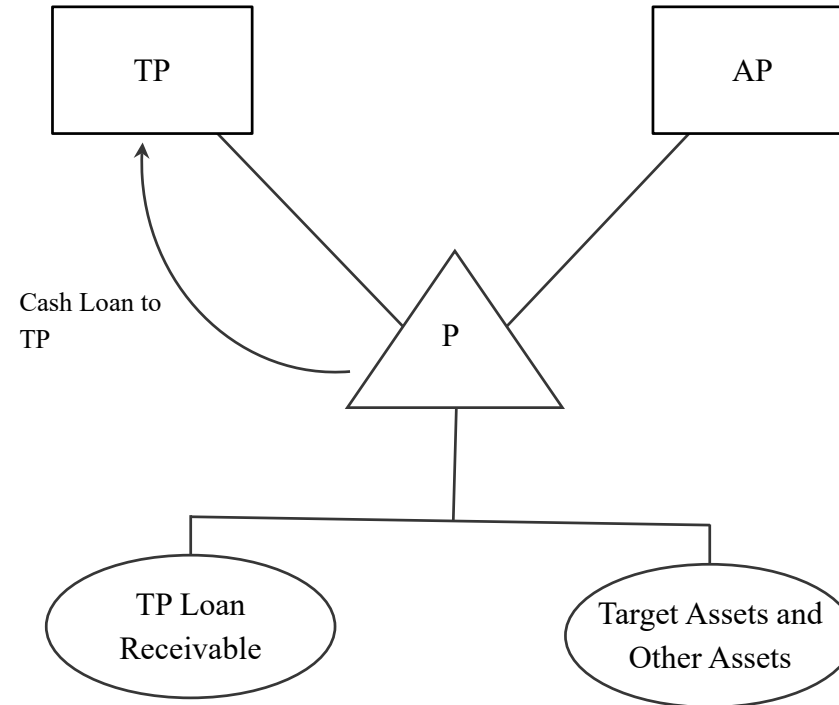 TP
AP
Cash Loan to
TP
P
TP Loan
Receivable
Target Assets and
Other Assets